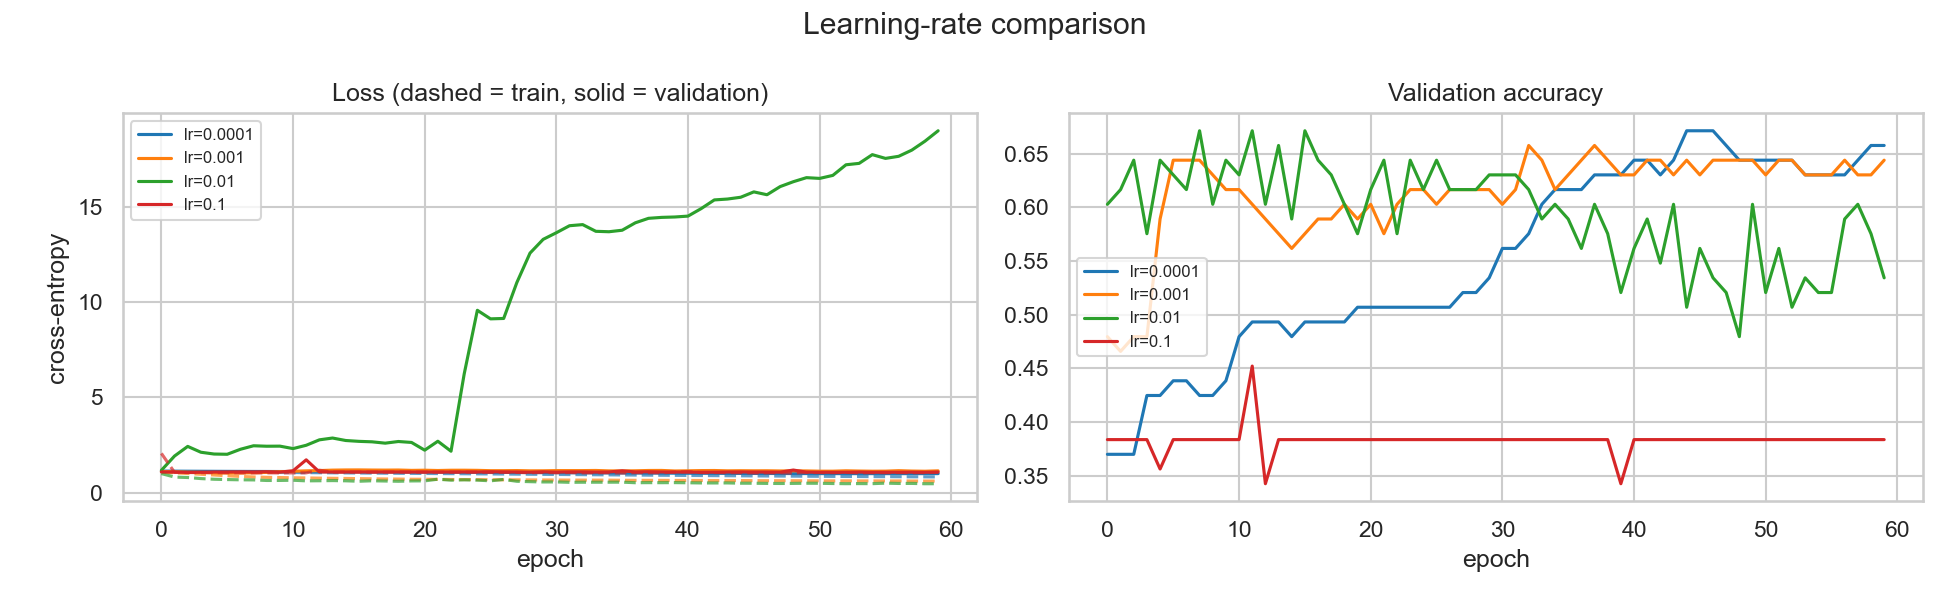 Learning-rate comparison
Loss (dashed = train, solid = validation)
lr=0.0001
lr=0.001
lr=0.01
lr=0.1
15
10
5
0
cross-entropy
0 10 20 30 40 50 60
epoch
Validation accuracy
0.65
0.60
0.55
0.50
0.45
0.40
0.35
lr=0.0001
lr=0.001
lr=0.01
lr=0.1
0 10 20 30 40 50 60
epoch